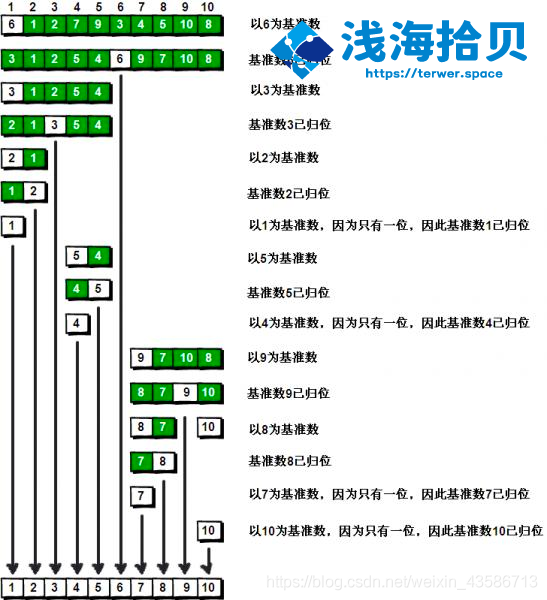 1 2 3 4 5 6 7 8 9 10
6 1 2 7 9 3 4 5 10 8 以6为基准数
浅海拾贝
https://terwer.space
3 1 2 5 4 6 9 7 10 8 基准数6已归位
3 1 2 5 4 以3为基准数
2 1 3 5 4 基准数3已归位
2 1 以2为基准数
1 2 基准数2已归位
1 以1为基准数，因为只有一位，因此基准数1已归位
5 4 以5为基准数
4 5 基准数5已归位
4 以4为基准数，因为只有一位，因此基准数4已归位
9 7 10 8 以9为基准数
8 7 9 10 基准数9已归位
8 7 10 以8为基准数
7 8 基准数8已归位
7 以7为基准数，因为只有一位，因此基准数7已归位
10 以10为基准数，因为只有一位，因此基准数10已归位
1 2 3 4 5 6 7 8 9 10
https://blog.csdn.net/weixin_43586713